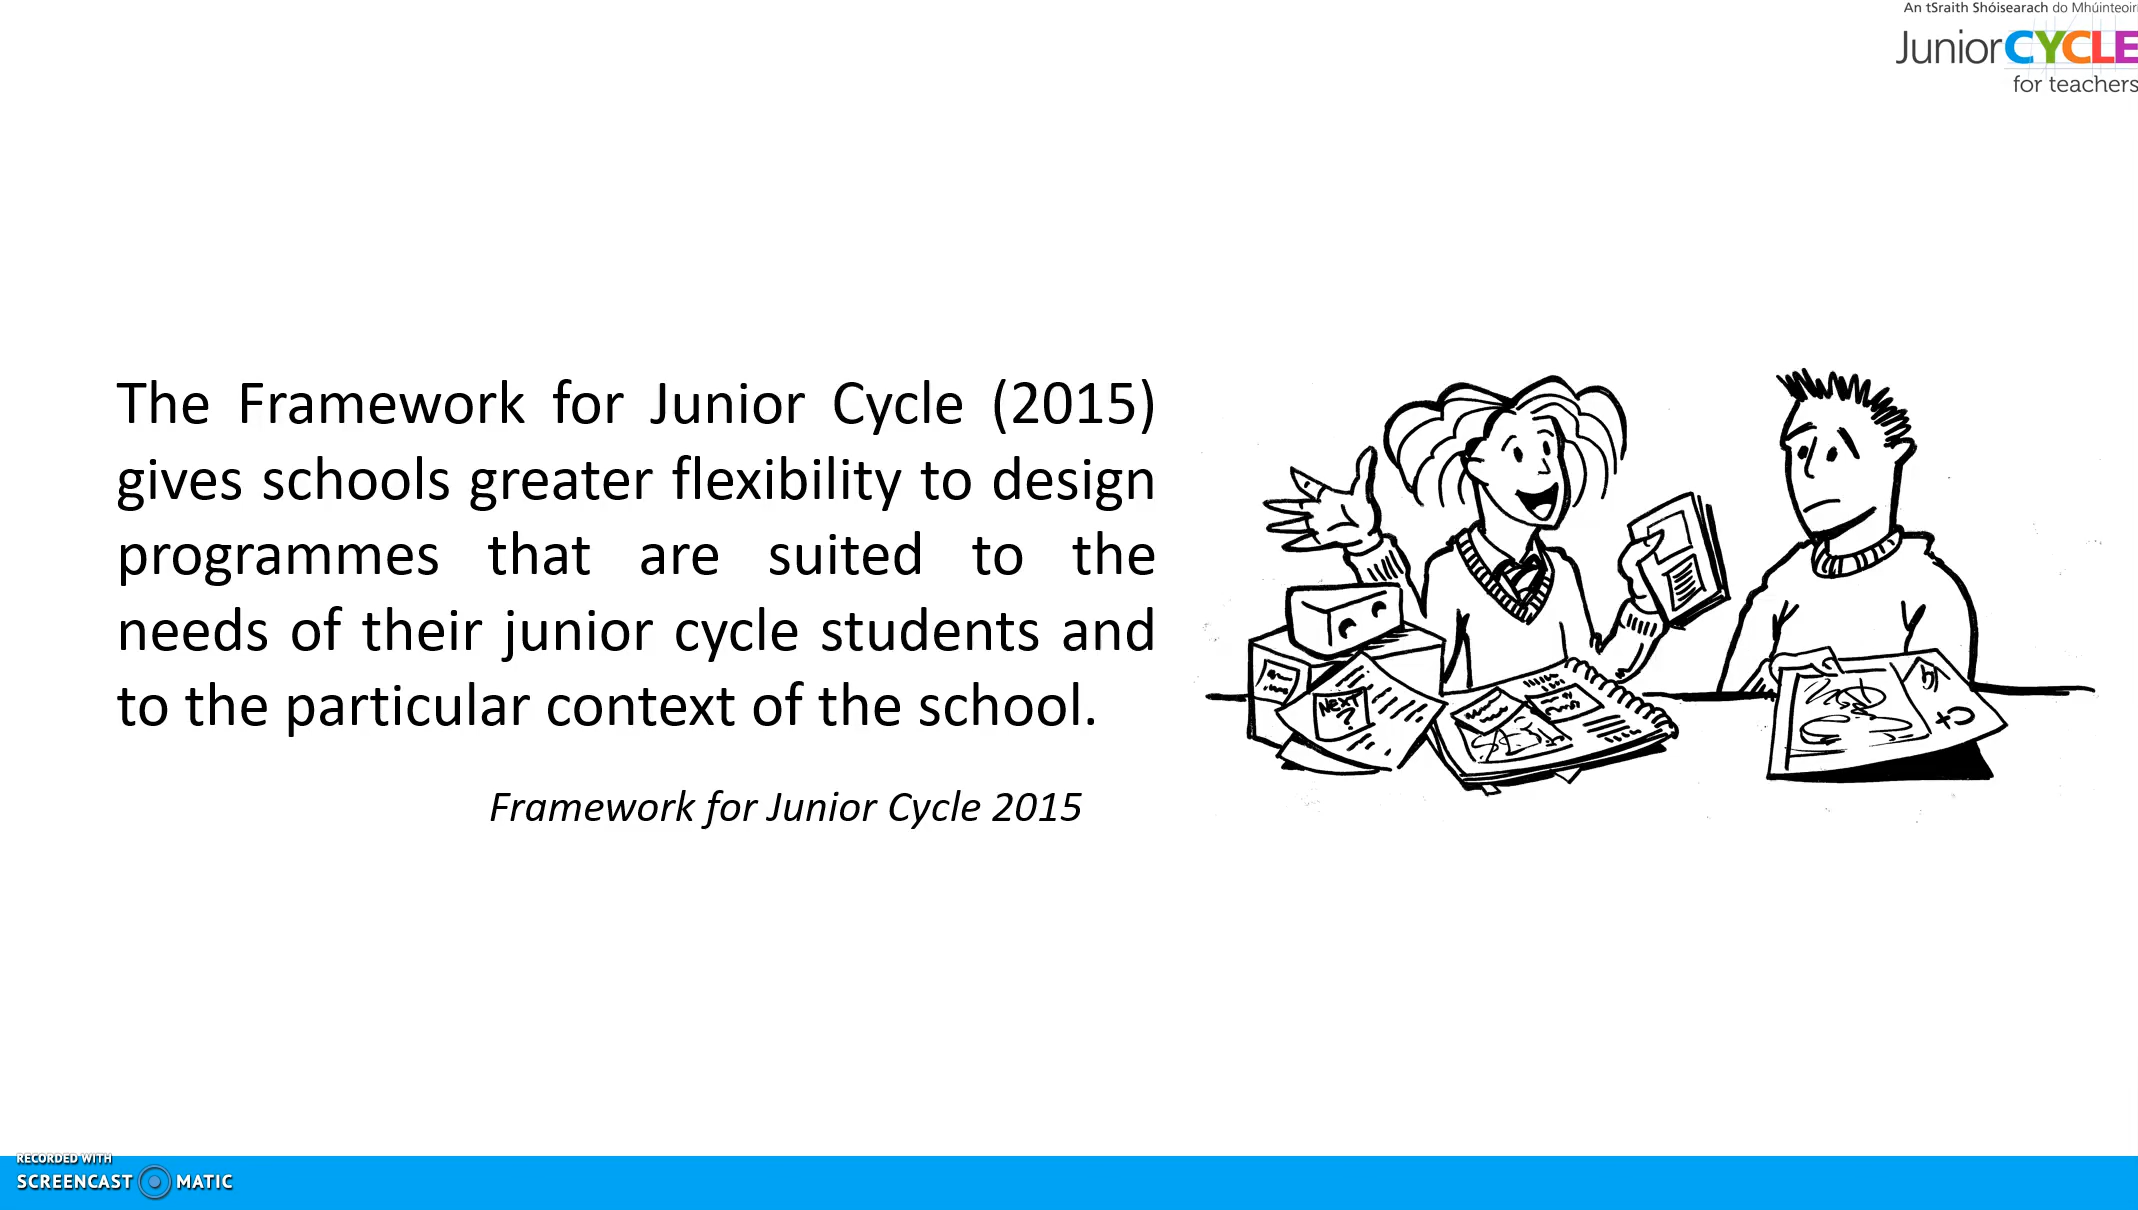 An tSraith Shóisearach do Mhúinteoir
JuniorCYCLE
for teachers
The Framework for Junior Cycle (2015)
gives schools greater flexibility to design
programmes that are suited to the
needs of their junior cycle students and
to the particular context of the school.
Framework for Junior Cycle 2015
NEXT
?
C+
RECORDED WITH
SCREENCAST MATIC